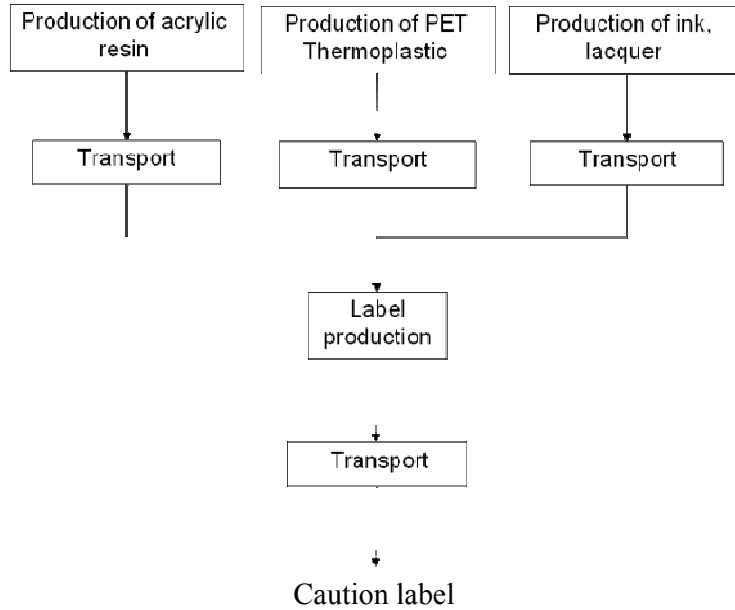 Production of acrylic
resin
Production of PET
Thermoplastic
Production of ink,
lacquer
Transport
Transport
Transport
Label
production
Transport
Caution label